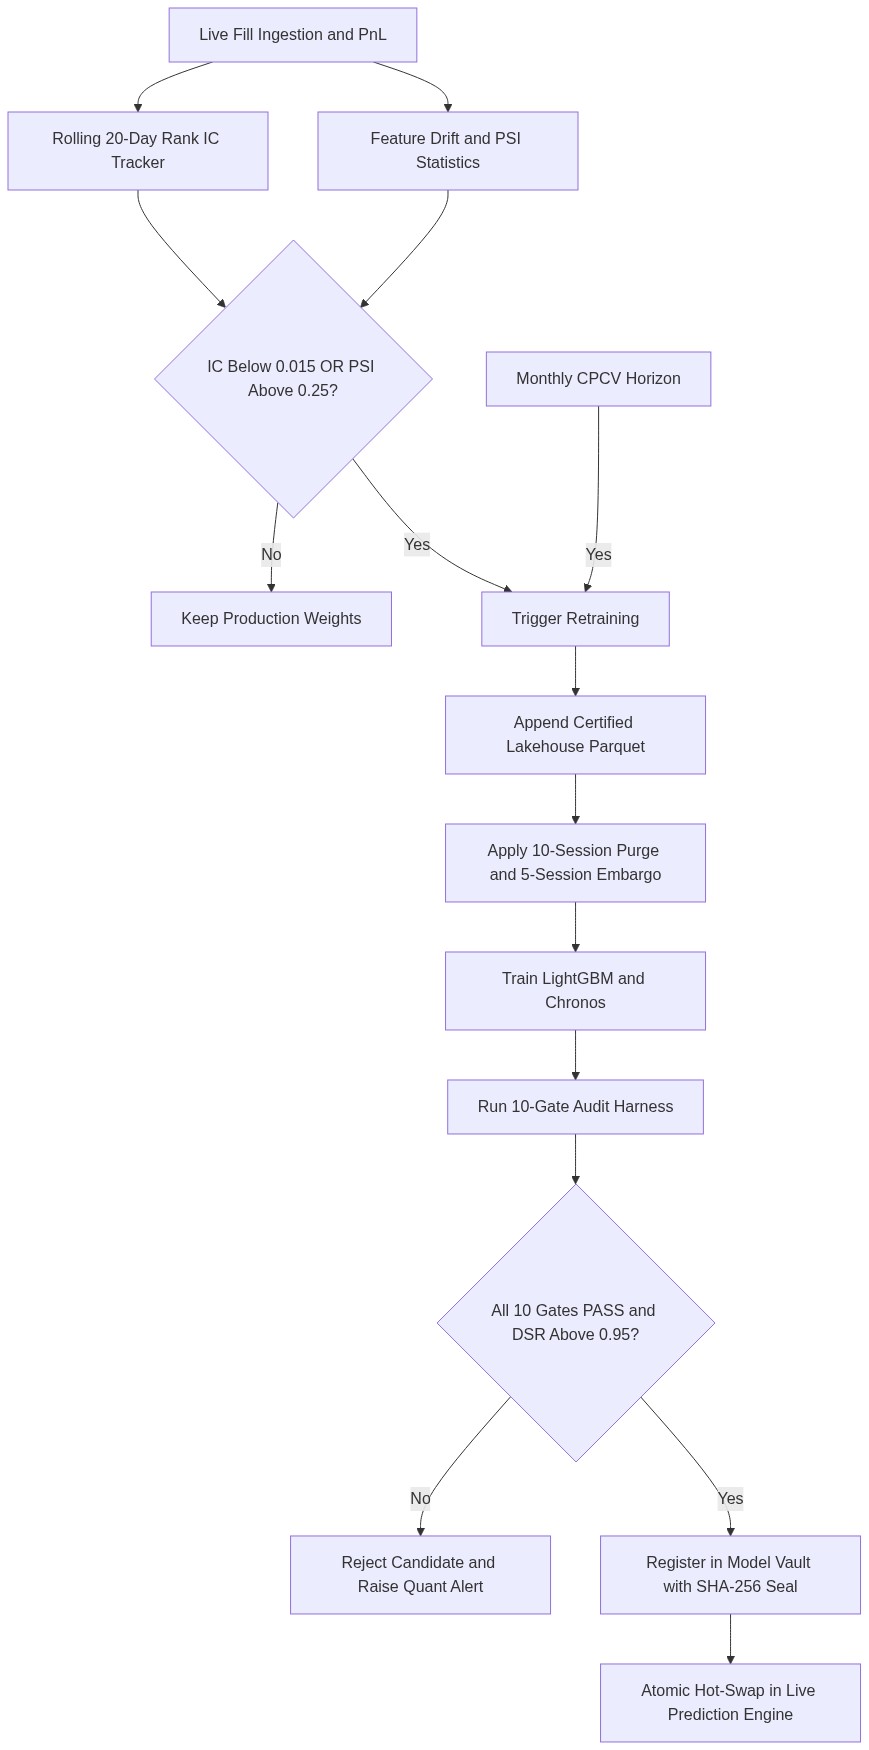 Live Fill Ingestion and PnL
Rolling 20-Day Rank IC
Tracker
Feature Drift and PSI
Statistics
IC Below 0.015 OR PSI
Above 0.25?
Monthly CPCV Horizon
No
Yes
Yes
Keep Production Weights
Trigger Retraining
Append Certified
Lakehouse Parquet
Apply 10-Session Purge
and 5-Session Embargo
Train LightGBM and
Chronos
Run 10-Gate Audit Harness
All 10 Gates PASS and
DSR Above 0.95?
No
Yes
Reject Candidate and
Raise Quant Alert
Register in Model Vault
with SHA-256 Seal
Atomic Hot-Swap in Live
Prediction Engine